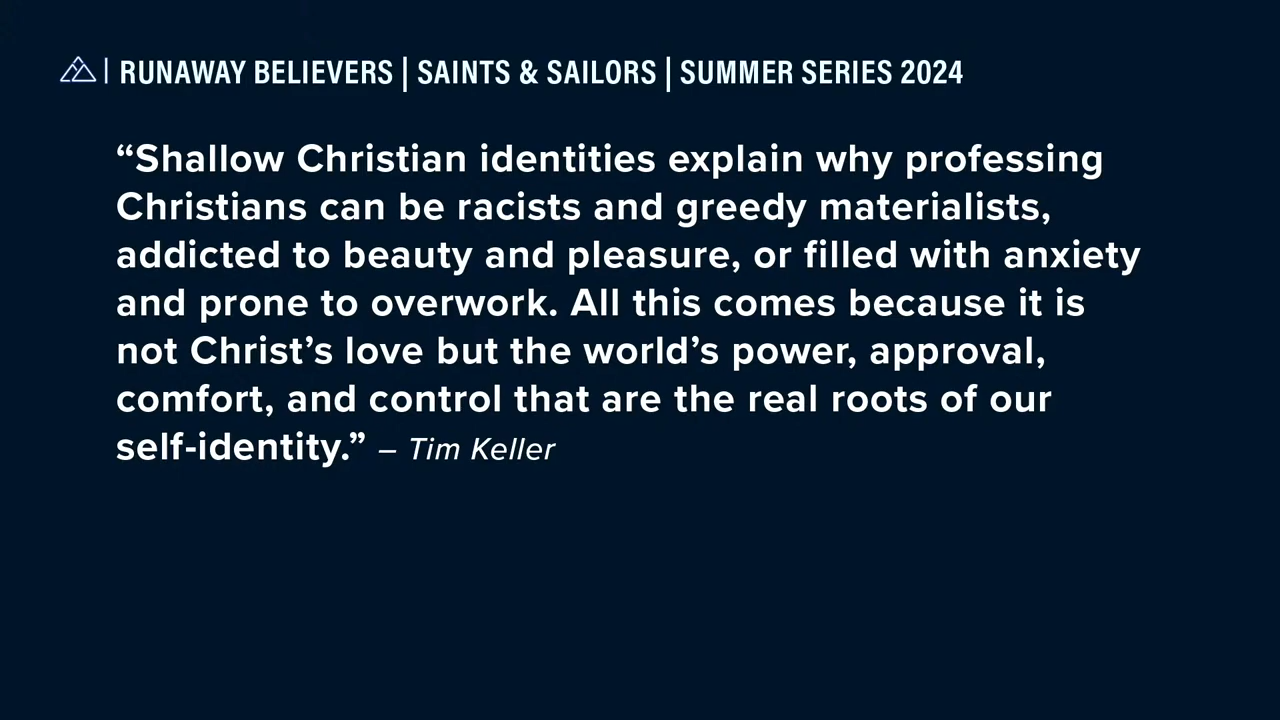 | RUNAWAY BELIEVERS | SAINTS & SAILORS | SUMMER SERIES 2024
“Shallow Christian identities explain why professing
Christians can be racists and greedy materialists,
addicted to beauty and pleasure, or filled with anxiety
and prone to overwork. All this comes because it is
not Christ’s love but the world’s power, approval,
comfort, and control that are the real roots of our
self-identity.” – Tim Keller